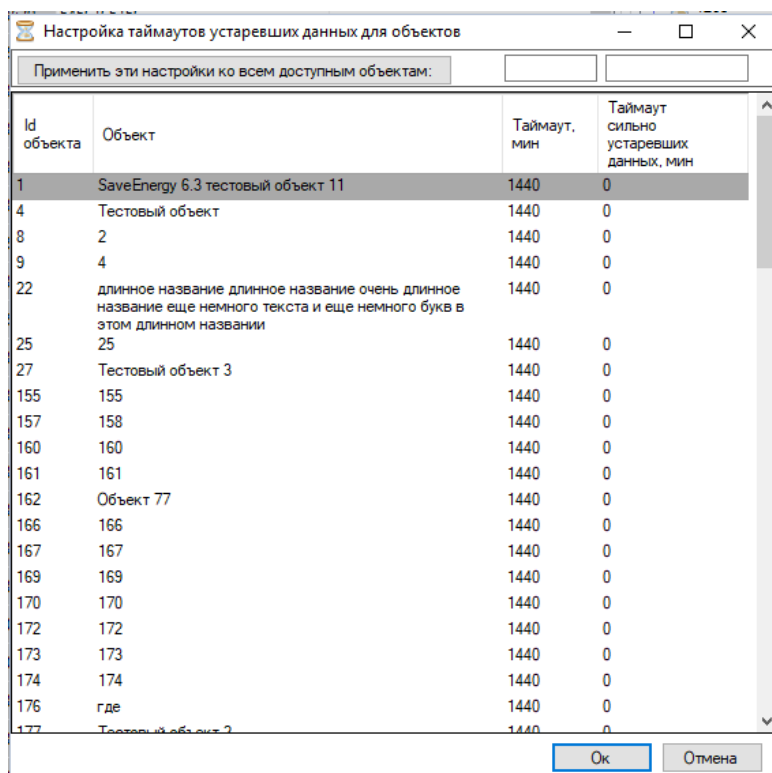 Настройка таймаутов устаревших данных для объектов
Применить эти настройки ко всем доступным объектам:
Id объекта Объект Таймаут, мин Таймаут сильно устаревших данных, мин
1 SaveEnergy 6.3 тестовый объект 11 1440 0
4 Тестовый объект 1440 0
8 2 1440 0
9 4 1440 0
22 длинное название длинное название очень длинное 1440 0
название еще немного текста и еще немного букв в
этом длинном названии
25 25 1440 0
27 Тестовый объект 3 1440 0
155 155 1440 0
157 158 1440 0
160 160 1440 0
161 161 1440 0
162 Объект 77 1440 0
166 166 1440 0
167 167 1440 0
169 169 1440 0
170 170 1440 0
172 172 1440 0
173 173 1440 0
174 174 1440 0
176 где 1440 0
177 Тестовый объект 2 1440 0
Ок Отмена